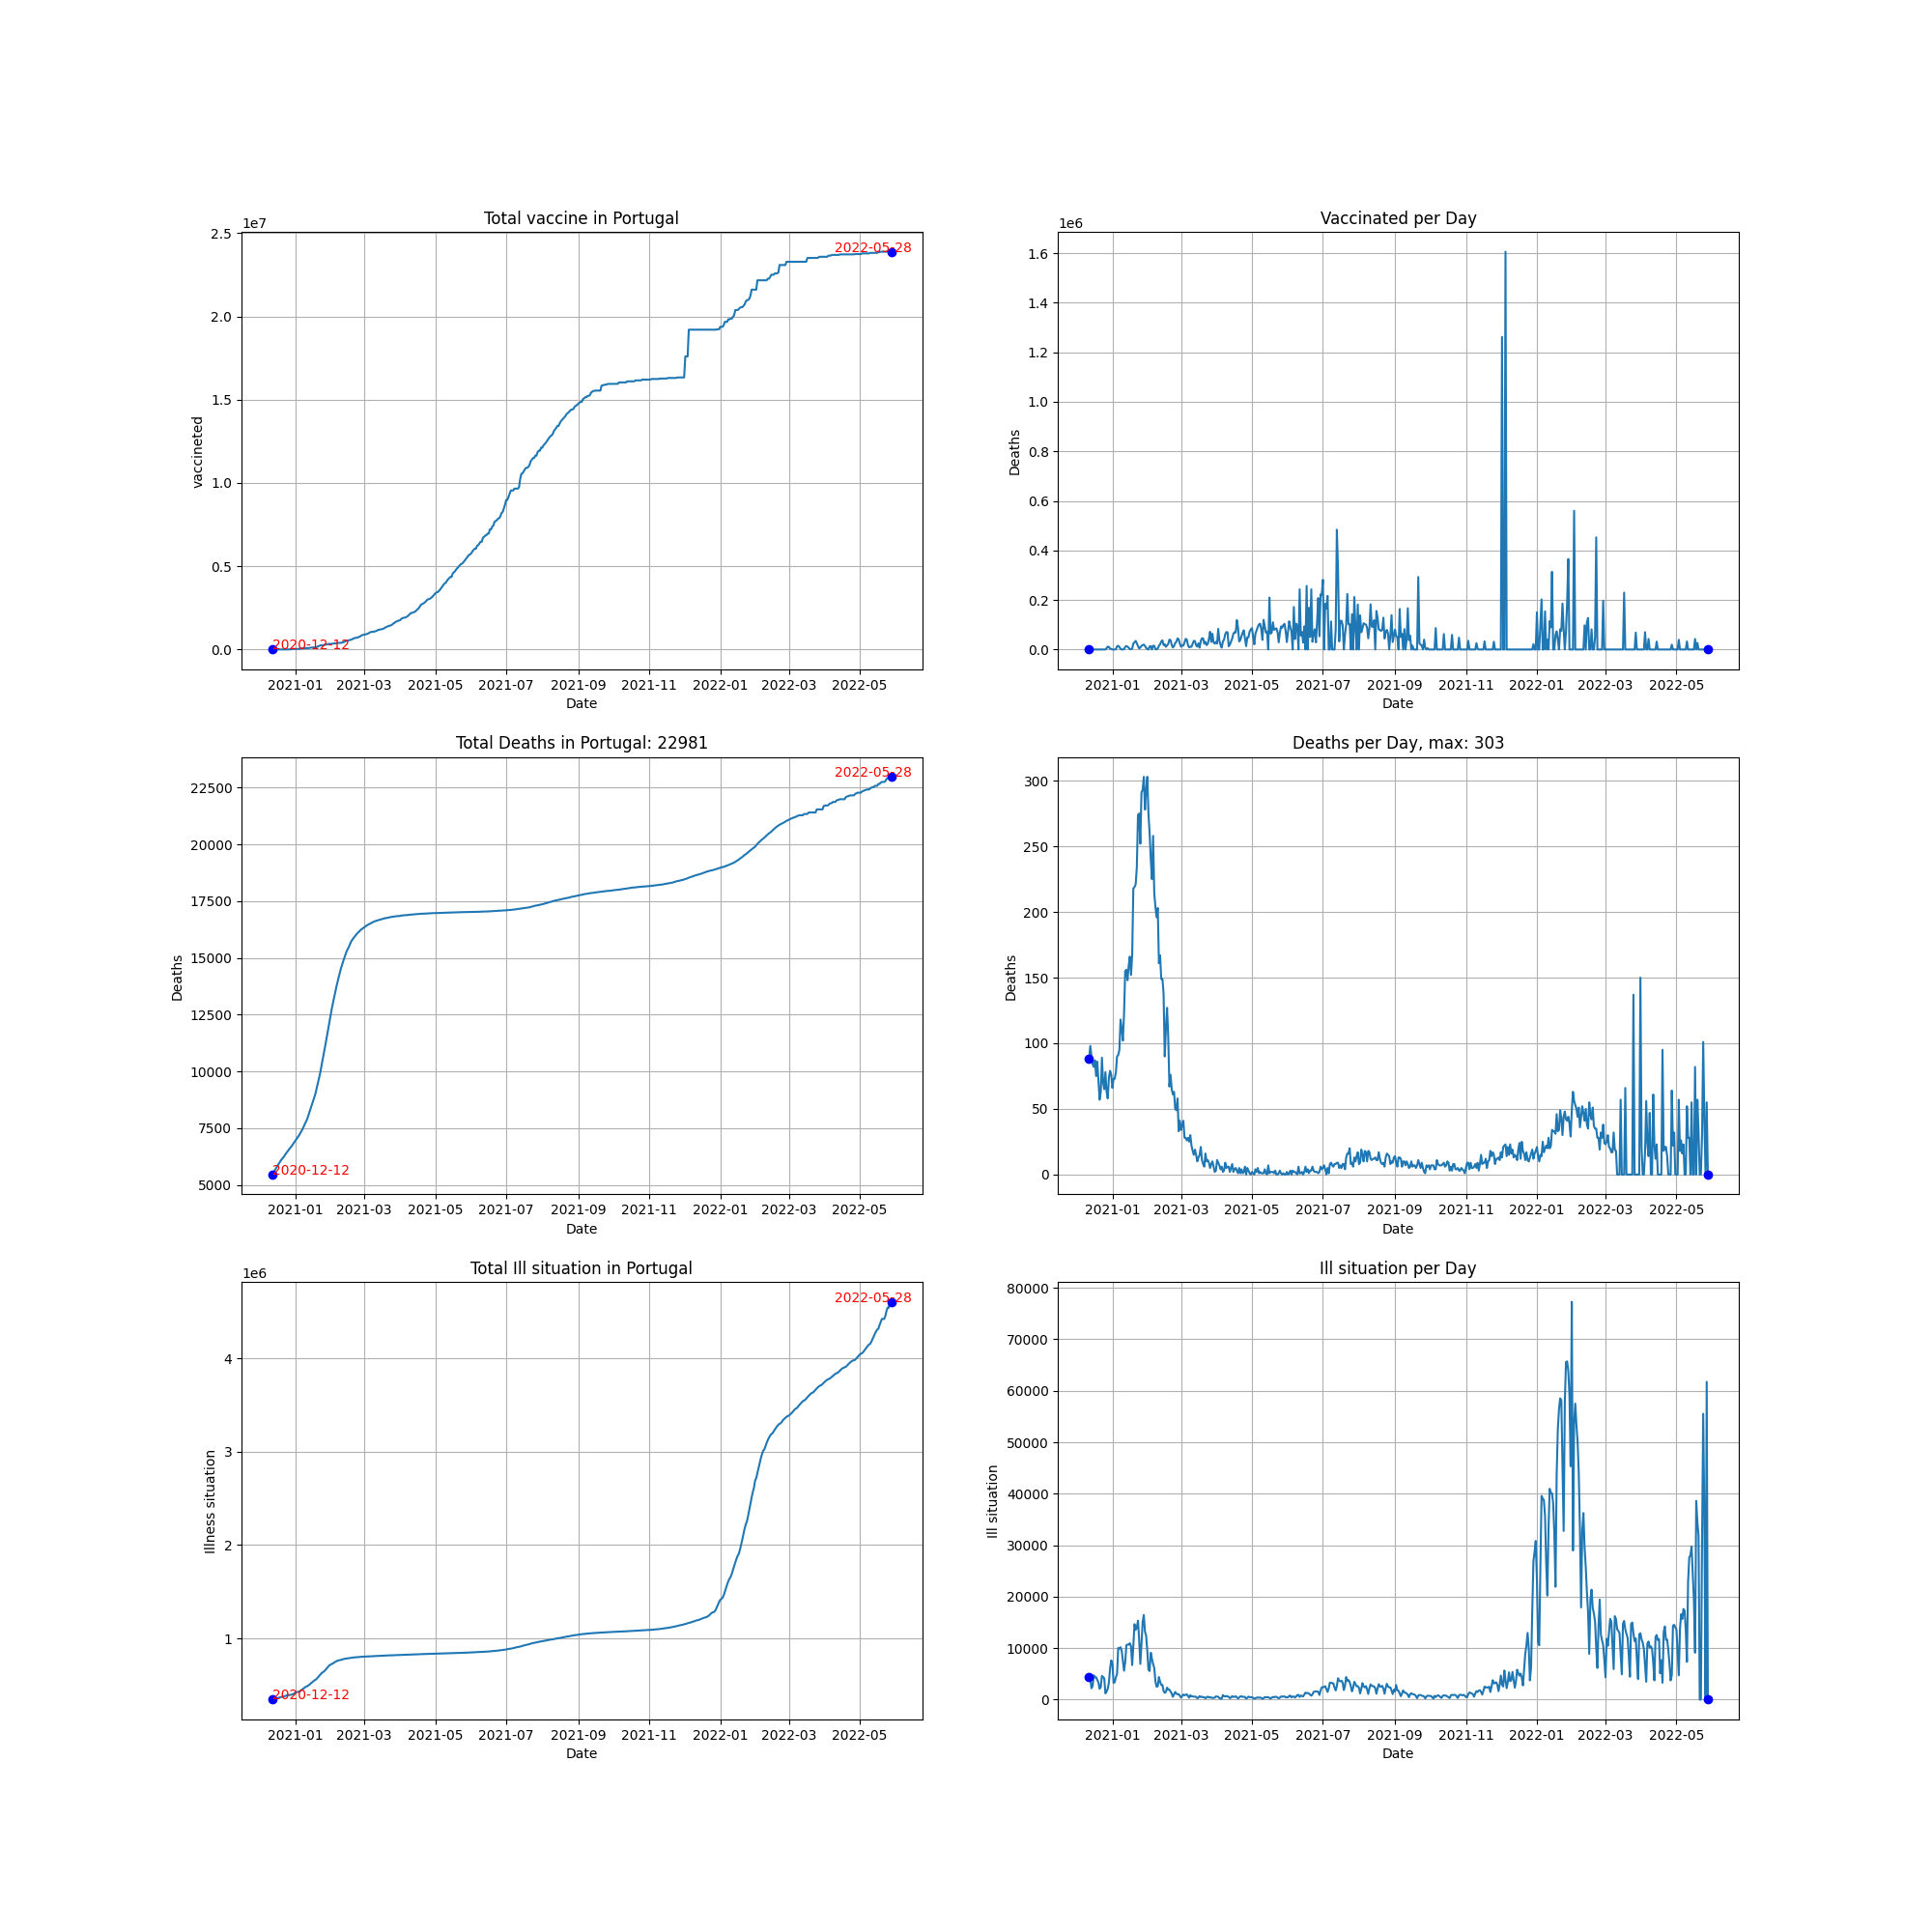 Total vaccine in Portugal
1e7
2.5
2.0
1.5
1.0
0.5
0.0
vaccineted
2020-12-12
2022-05-28
2021-01 2021-03 2021-05 2021-07 2021-09 2021-11 2022-01 2022-03 2022-05
Date
Vaccinated per Day
1e6
1.6
1.4
1.2
1.0
0.8
0.6
0.4
0.2
0.0
Deaths
2021-01 2021-03 2021-05 2021-07 2021-09 2021-11 2022-01 2022-03 2022-05
Date
Total Deaths in Portugal: 22981
22500
20000
17500
15000
12500
10000
7500
5000
Deaths
2020-12-12
2022-05-28
2021-01 2021-03 2021-05 2021-07 2021-09 2021-11 2022-01 2022-03 2022-05
Date
Deaths per Day, max: 303
300
250
200
150
100
50
0
Deaths
2021-01 2021-03 2021-05 2021-07 2021-09 2021-11 2022-01 2022-03 2022-05
Date
Total Ill situation in Portugal
1e6
4
3
2
1
Illness situation
2020-12-12
2022-05-28
2021-01 2021-03 2021-05 2021-07 2021-09 2021-11 2022-01 2022-03 2022-05
Date
Ill situation per Day
80000
70000
60000
50000
40000
30000
20000
10000
0
Ill situation
2021-01 2021-03 2021-05 2021-07 2021-09 2021-11 2022-01 2022-03 2022-05
Date